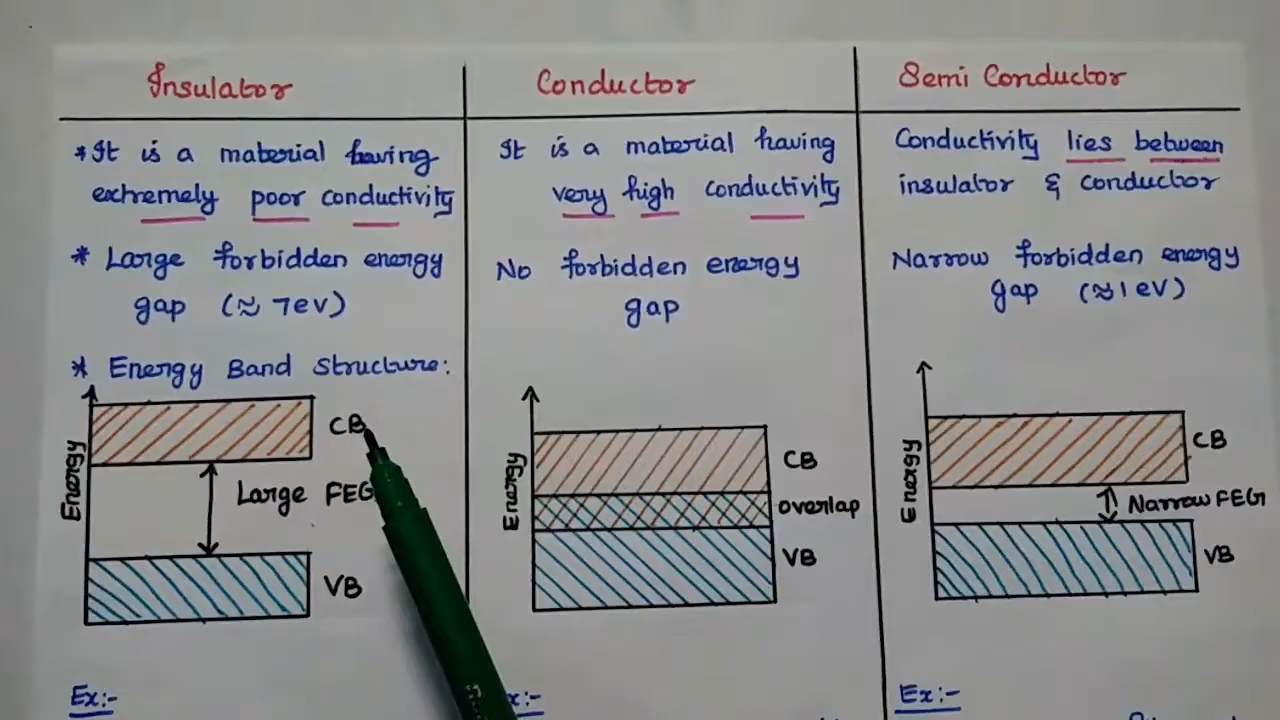 Insulator
* It is a material having
extremely poor conductivity
* Large forbidden energy
gap (≈ 7eV)
* Energy Band Structure:
Energy
CB
Large FEG
VB
Ex:-
Conductor
It is a material having
very high conductivity
No forbidden energy
gap
Energy
CB
overlap
VB
Semi Conductor
Conductivity lies between
insulator & conductor
Narrow forbidden energy
gap (≈1eV)
Energy
CB
Narrow FEG
VB
Ex:-